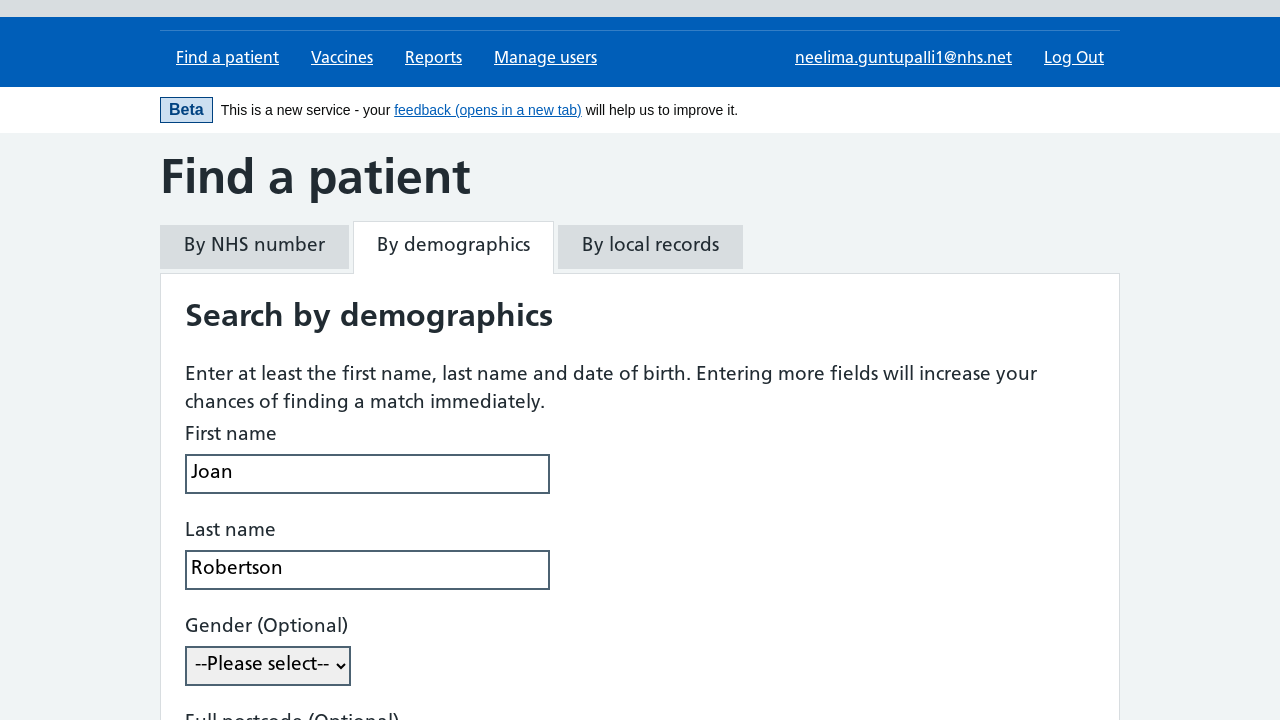 Find a patient Vaccines Reports Manage users neelima.guntupalli1@nhs.net Log Out
Beta This is a new service - your feedback (opens in a new tab) will help us to improve it.
Find a patient
By NHS number By demographics By local records
Search by demographics
Enter at least the first name, last name and date of birth. Entering more fields will increase your
chances of finding a match immediately.
First name
Joan
Last name
Robertson
Gender (Optional)
--Please select--
Full postcode (Optional)